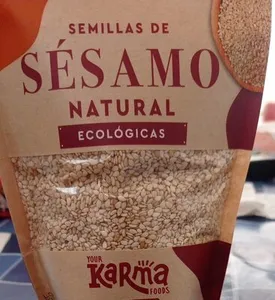 SEMILLAS DE
SÉSAMO
NATURAL
ECOLÓGICAS
YOUR
KaRma
FOODS